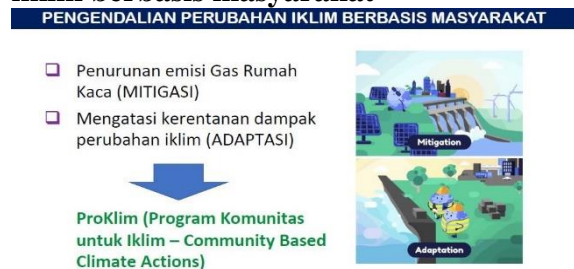 PENGENDALIAN PERUBAHAN IKLIM BERBASIS MASYARAKAT
Penurunan emisi Gas Rumah
Kaca (MITIGASI)
Mengatasi kerentanan dampak
perubahan iklim (ADAPTASI)
ProKlim (Program Komunitas
untuk Iklim – Community Based
Climate Actions)
Mitigation
Adaptation